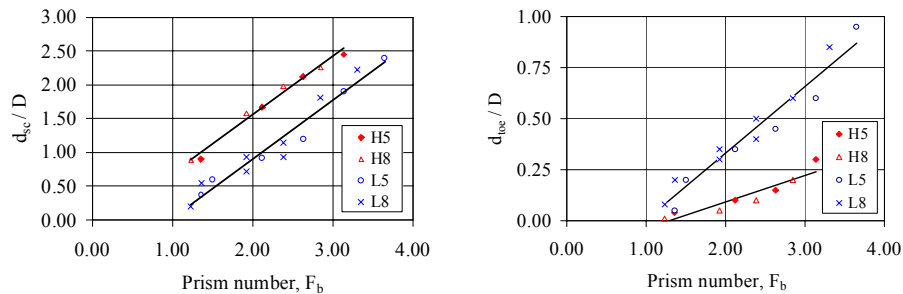 d_sc / D
3.00
2.50
2.00
1.50
1.00
0.50
0.00
0.00 1.00 2.00 3.00 4.00
Prism number, F_b
H5
H8
L5
L8
d_toe / D
1.00
0.75
0.50
0.25
0.00
0.00 1.00 2.00 3.00 4.00
Prism number, F_b
H5
H8
L5
L8